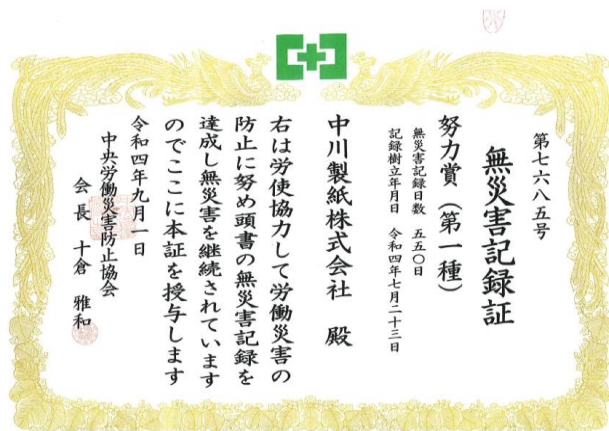 第七六八五号
無災害記録証
努力賞（第一種）
無災害記録日数 五五〇日
記録樹立年月日 令和四年七月二十三日
中川製紙株式会社 殿
右は労使協力して労働災害の
防止に努め頭書の無災害記録を
達成し無災害を継続されています
のでここに本証を授与します
令和四年九月一日
中央労働災害防止協会
会長 十倉 雅和